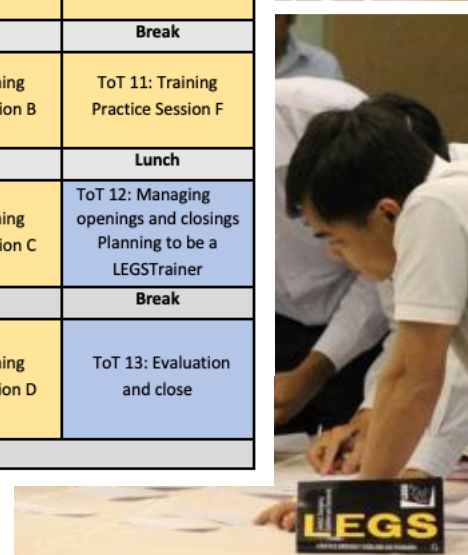 Break
ning
ion B
ToT 11: Training
Practice Session F
Lunch
ning
ion C
ToT 12: Managing
openings and closings
Planning to be a
LEGSTrainer
Break
ning
ion D
ToT 13: Evaluation
and close
LEGS